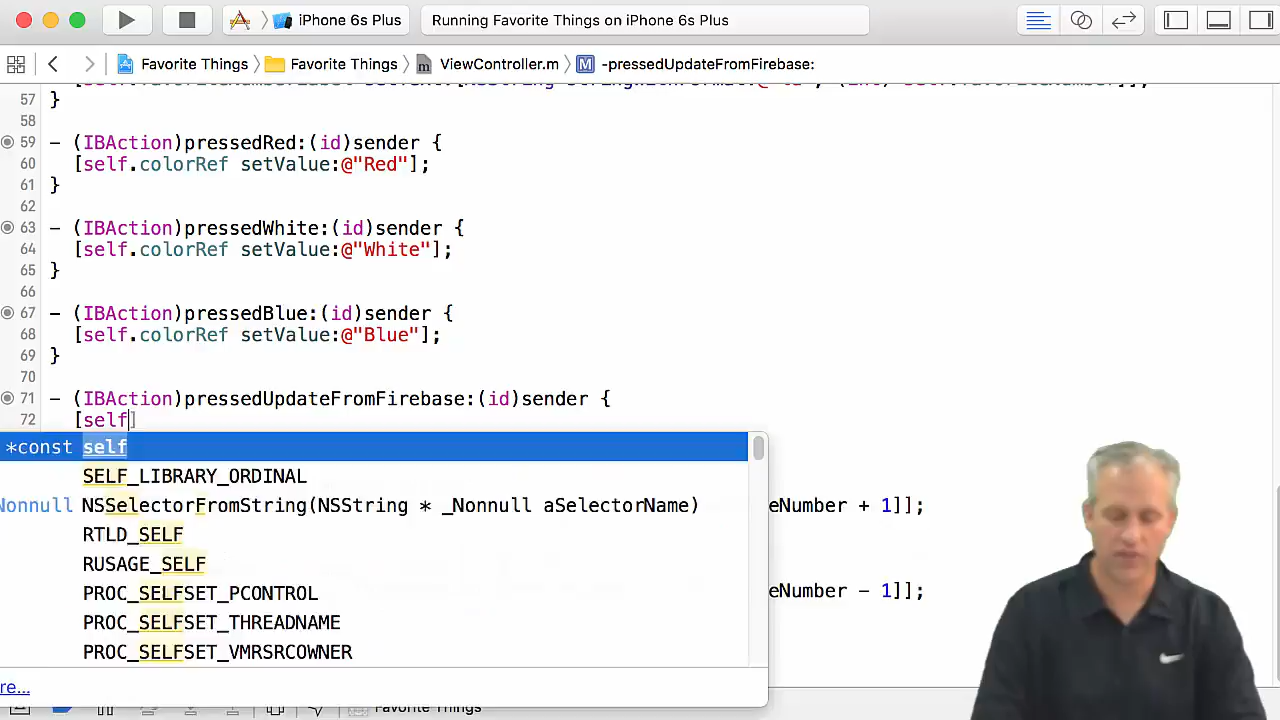 iPhone 6s Plus
Running Favorite Things on iPhone 6s Plus
Favorite Things
Favorite Things
ViewController.m
M
-pressedUpdateFromFirebase:
57 }
58
59 - (IBAction)pressedRed:(id)sender {
60 [self.colorRef setValue:@"Red"];
61 }
62
63 - (IBAction)pressedWhite:(id)sender {
64 [self.colorRef setValue:@"White"];
65 }
66
67 - (IBAction)pressedBlue:(id)sender {
68 [self.colorRef setValue:@"Blue"];
69 }
70
71 - (IBAction)pressedUpdateFromFirebase:(id)sender {
72 [self]
*const self
SELF_LIBRARY_ORDINAL
Nonnull NSSelectorFromString(NSString * _Nonnull aSelectorName)
eNumber + 1]];
RTLD_SELF
RUSAGE_SELF
PROC_SELFSET_PCONTROL
eNumber - 1]];
PROC_SELFSET_THREADNAME
PROC_SELFSET_VMRSRCOWNER
re...
Favorite Things